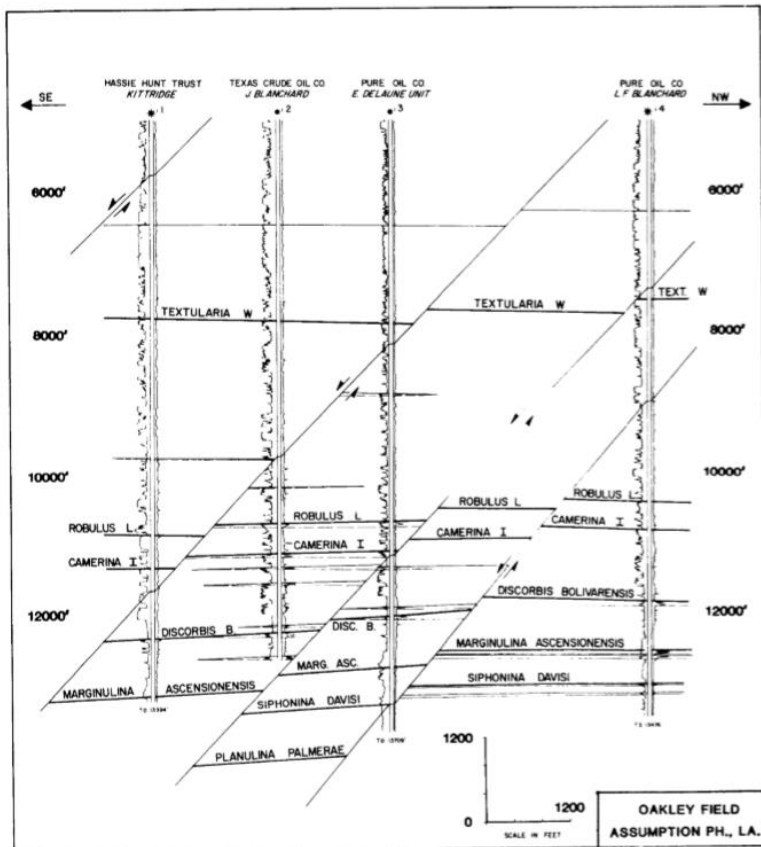 HASSIE HUNT TRUST
KITTRIDGE
TEXAS CRUDE OIL CO.
J. BLANCHARD
PURE OIL CO.
E. DELAUNE UNIT
PURE OIL CO.
L. F. BLANCHARD
SE
NW
1
2
3
4
6000'
6000'
TEXTULARIA W
TEXTULARIA W
TEXT. W
8000'
8000'
10000'
10000'
ROBULUS L.
ROBULUS L
ROBULUS L
ROBULUS L.
CAMERINA I
CAMERINA I
CAMERINA I
CAMERINA I
12000'
12000'
DISCORBIS B.
DISC. B.
DISCORBIS BOLIVARENSIS
MARGINULINA ASCENSIONENSIS
MARG. ASC.
MARGINULINA ASCENSIONENSIS
SIPHONINA DAVISI
SIPHONINA DAVISI
PLANULINA PALMERAE
T.D. 13394'
1200
0
1200
SCALE IN FEET
OAKLEY FIELD
ASSUMPTION PH., LA.